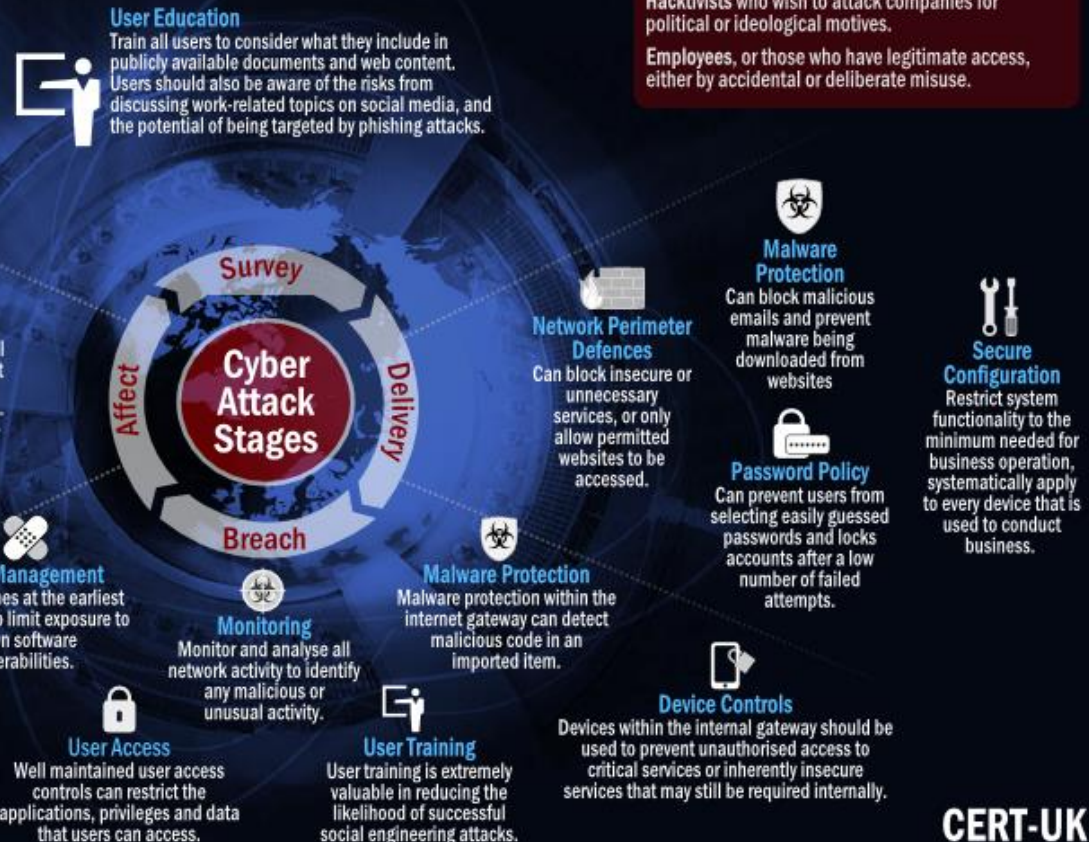 User Education
Train all users to consider what they include in
publicly available documents and web content.
Users should also be aware of the risks from
discussing work-related topics on social media, and
the potential of being targeted by phishing attacks.
Hacktivists who wish to attack companies for
political or ideological motives.
Employees, or those who have legitimate access,
either by accidental or deliberate misuse.
Survey
Delivery
Breach
Affect
Cyber
Attack
Stages
Network Perimeter
Defences
Can block insecure or
unnecessary
services, or only
allow permitted
websites to be
accessed.
Malware
Protection
Can block malicious
emails and prevent
malware being
downloaded from
websites
Password Policy
Can prevent users from
selecting easily guessed
passwords and locks
accounts after a low
number of failed
attempts.
Secure
Configuration
Restrict system
functionality to the
minimum needed for
business operation,
systematically apply
to every device that is
used to conduct
business.
Management
at the earliest
limit exposure to
software
Monitoring
Monitor and analyse all
network activity to identify
any malicious or
unusual activity.
Malware Protection
Malware protection within the
internet gateway can detect
malicious code in an
imported item.
User Access
Well maintained user access
controls can restrict the
applications, privileges and data
that users can access.
User Training
User training is extremely
valuable in reducing the
likelihood of successful
social engineering attacks.
Device Controls
Devices within the internal gateway should be
used to prevent unauthorised access to
critical services or inherently insecure
services that may still be required internally.
CERT-UK